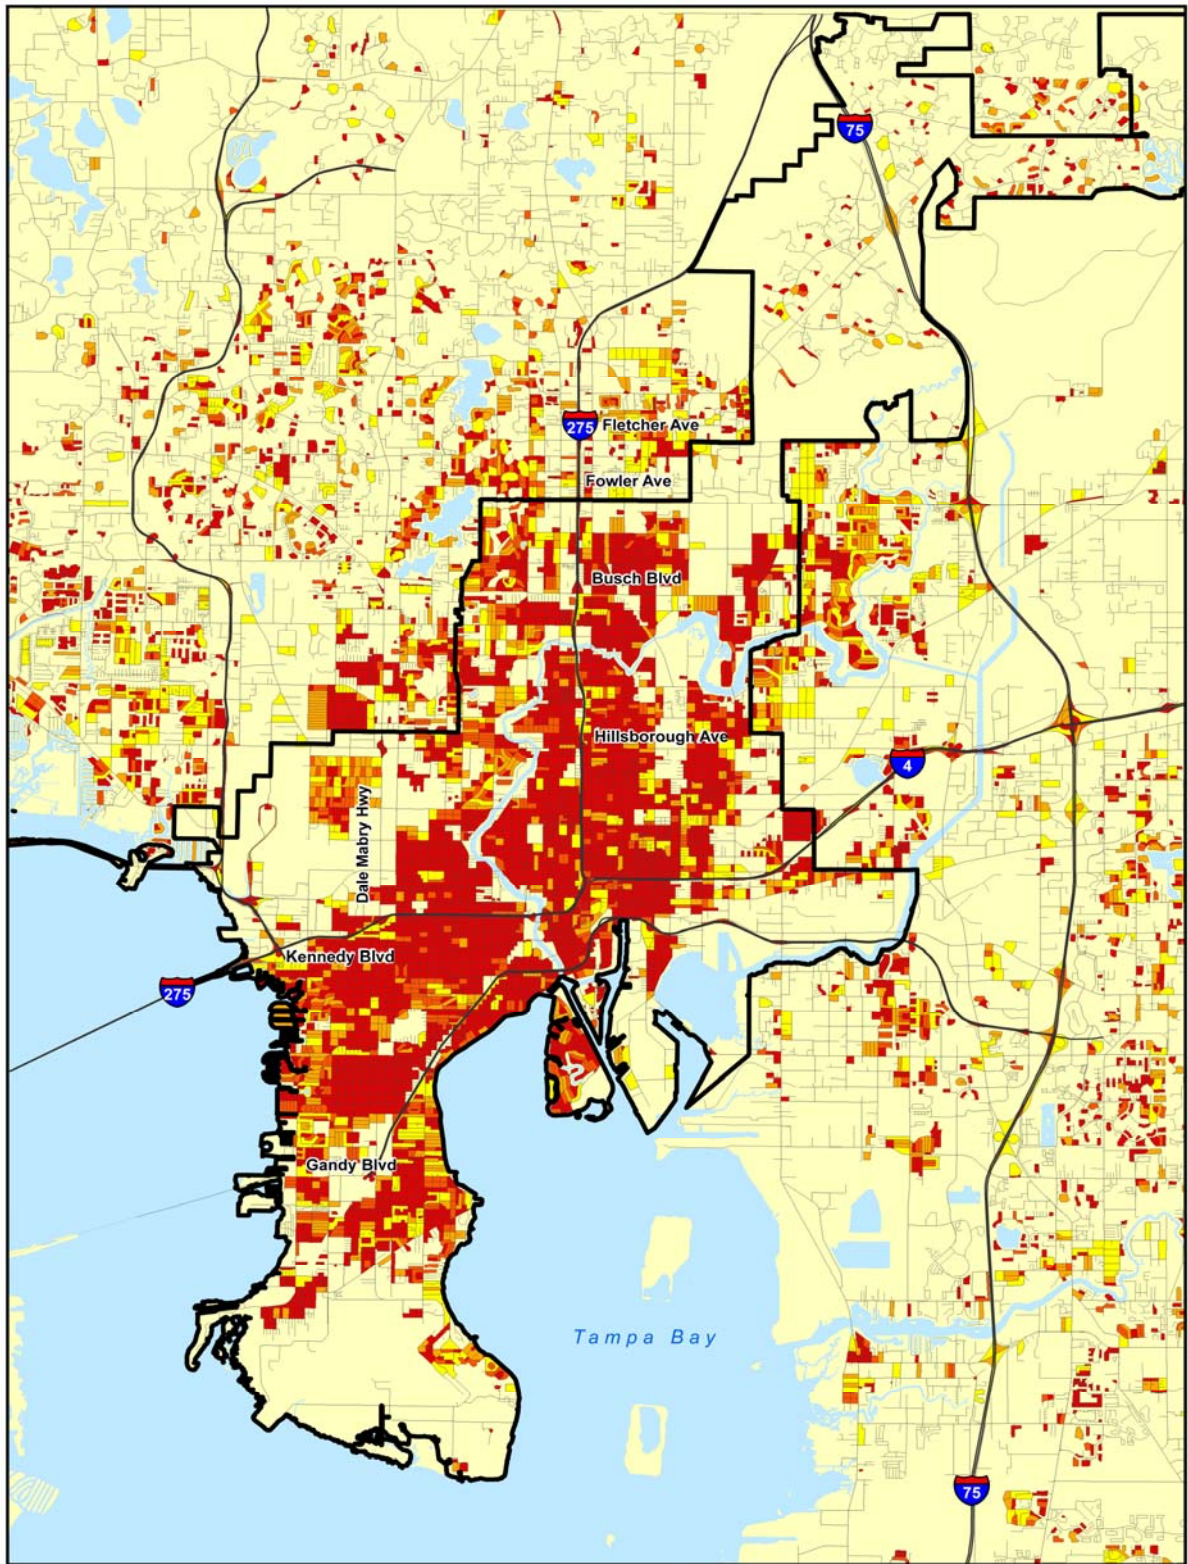 75
275
Fletcher Ave
Fowler Ave
Busch Blvd
Hillsborough Ave
4
Dale Mabry Hwy
Kennedy Blvd
275
Gandy Blvd
Tampa Bay
75